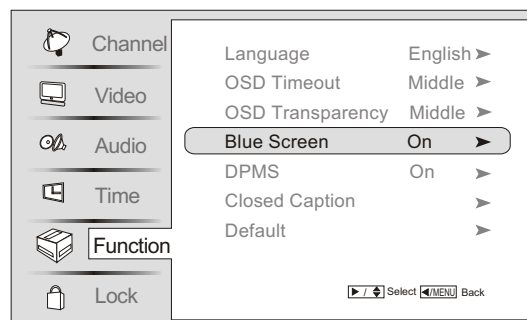 Channel
Video
Audio
Time
Function
Lock
Language English
OSD Timeout Middle
OSD Transparency Middle
Blue Screen On
DPMS On
Closed Caption
Default
/ Select /MENU Back